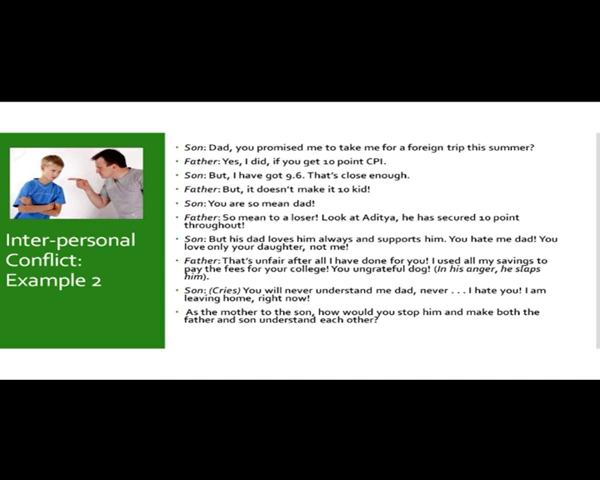 Inter-personal
Conflict:
Example 2
• Son: Dad, you promised me to take me for a foreign trip this summer?
• Father: Yes, I did, if you get 10 point CPI.
• Son: But, I have got 9.6. That's close enough.
• Father: But, it doesn't make it 10 kid!
• Son: You are so mean dad!
• Father: So mean to a loser! Look at Aditya, he has secured 10 point
throughout!
• Son: But his dad loves him always and supports him. You hate me dad! You
love only your daughter, not me!
• Father: That's unfair after all I have done for you! I used all my savings to
pay the fees for your college! You ungrateful dog! (In his anger, he slaps
him).
• Son: (Cries) You will never understand me dad, never . . . I hate you! I am
leaving home, right now!
• As the mother to the son, how would you stop him and make both the
father and son understand each other?